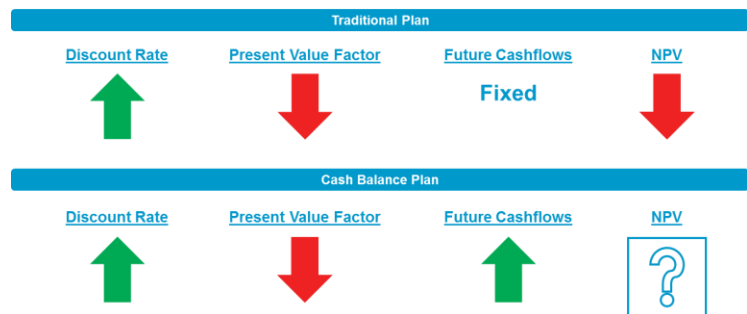 Traditional Plan
Discount Rate Present Value Factor Future Cashflows NPV
Fixed
Cash Balance Plan
Discount Rate Present Value Factor Future Cashflows NPV
?